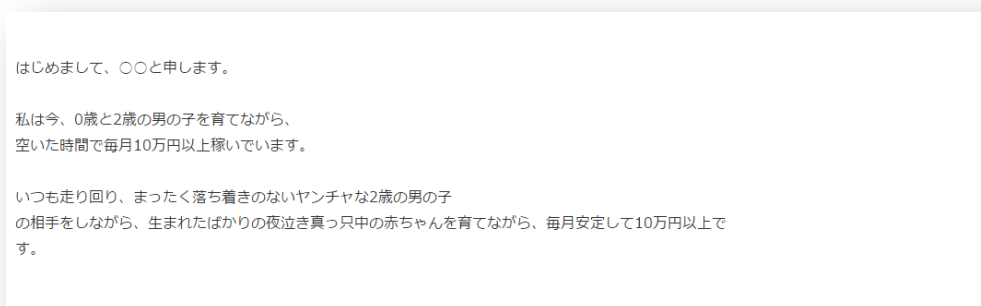 はじめまして、○○と申します。
私は今、0歳と2歳の男の子を育てながら、
空いた時間で毎月10万円以上稼いでいます。
いつも走り回り、まったく落ち着きのないヤンチャな2歳の男の子
の相手をしながら、生まれたばかりの夜泣き真っ只中の赤ちゃんを育てながら、毎月安定して10万円以上で
す。